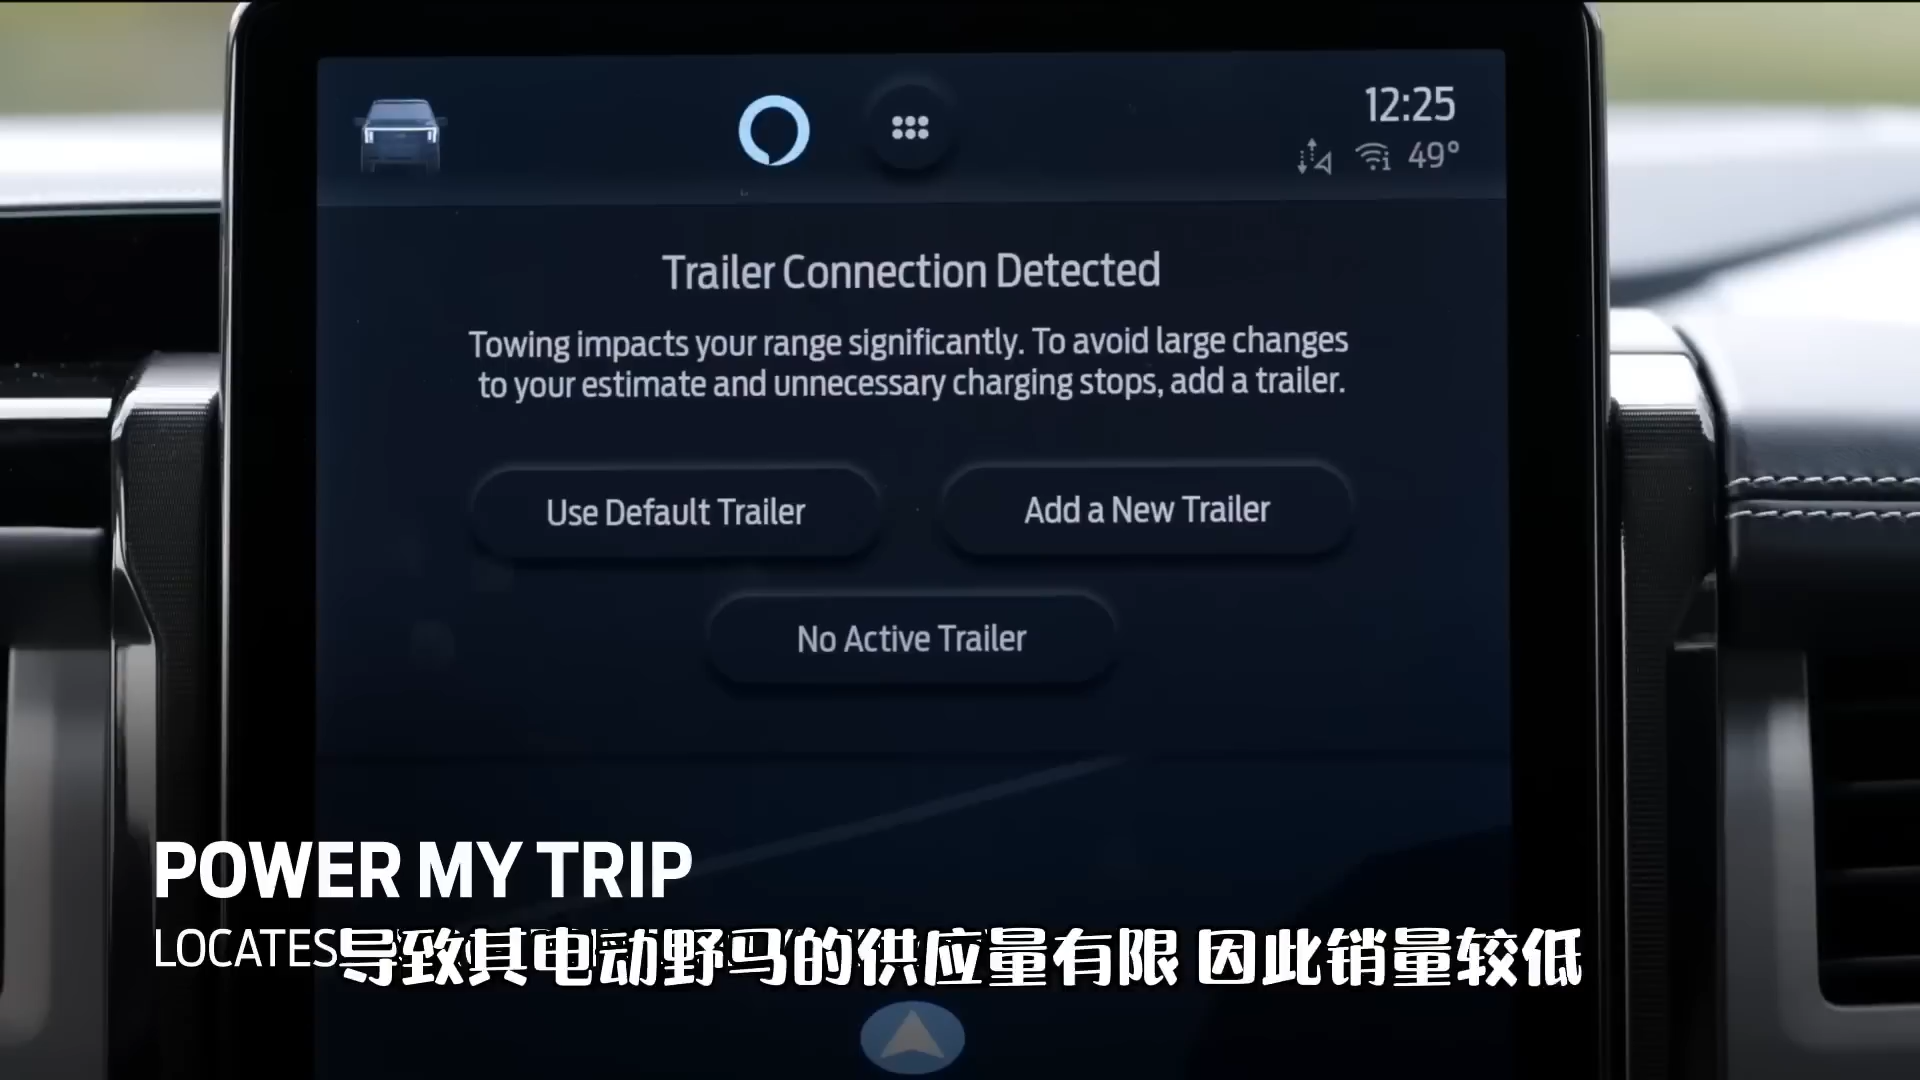 12:25
49°
Trailer Connection Detected
Towing impacts your range significantly. To avoid large changes
to your estimate and unnecessary charging stops, add a trailer.
Use Default Trailer
Add a New Trailer
No Active Trailer
POWER MY TRIP
LOCATES
导致其电动野马的供应量有限 因此销量较低